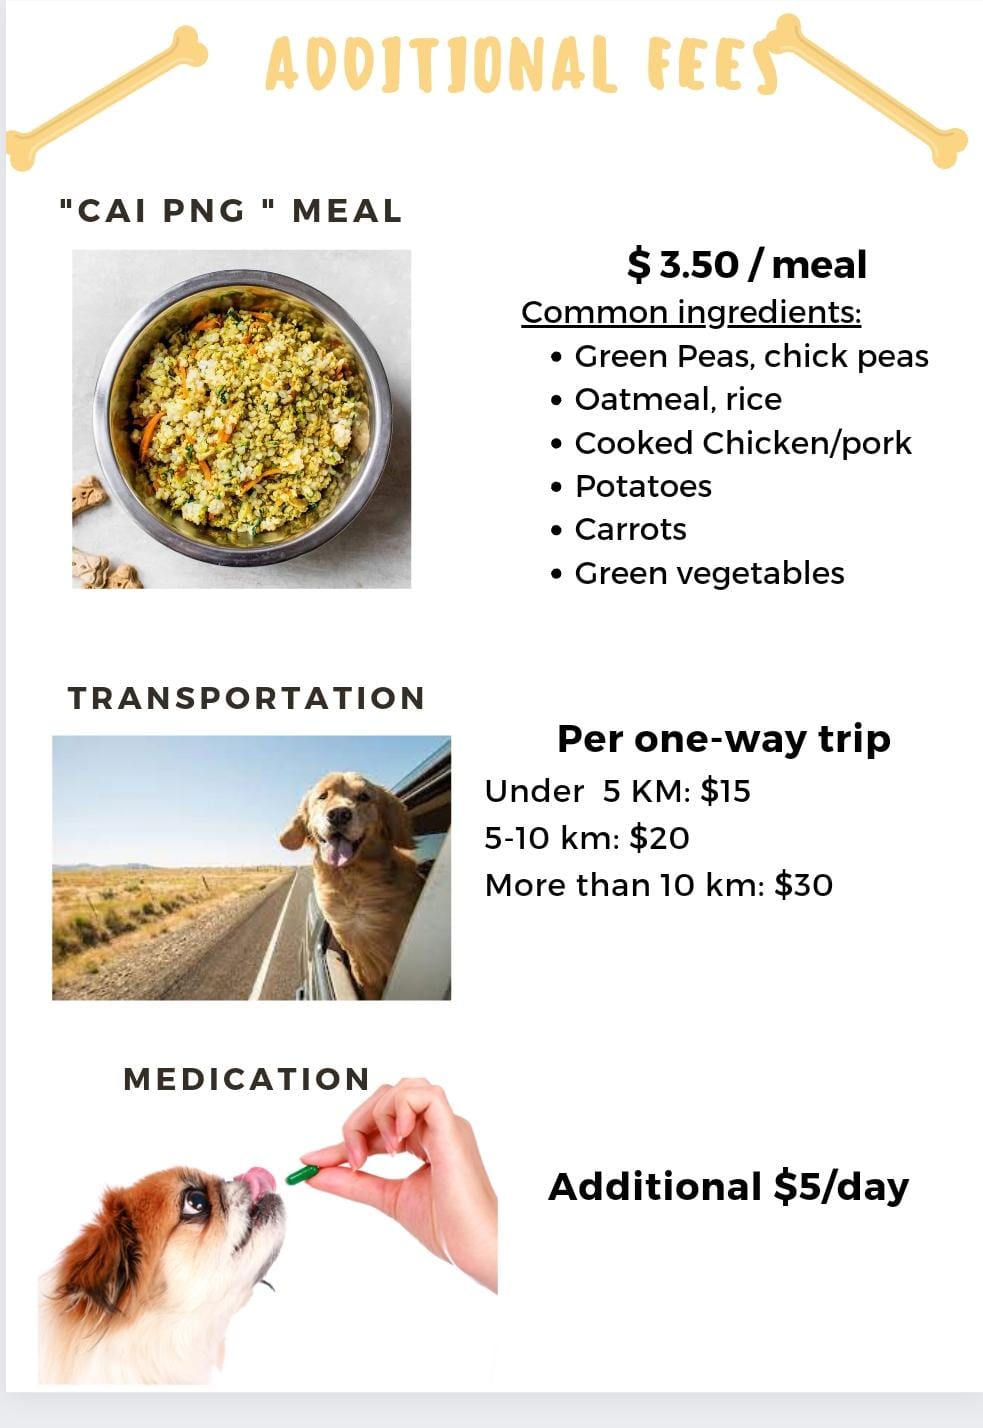 ADDITIONAL FEES
"CAI PNG " MEAL
$ 3.50 / meal
Common ingredients:
• Green Peas, chick peas
• Oatmeal, rice
• Cooked Chicken/pork
• Potatoes
• Carrots
• Green vegetables
TRANSPORTATION
Per one-way trip
Under  5 KM: $15
5-10 km: $20
More than 10 km: $30
MEDICATION
Additional $5/day